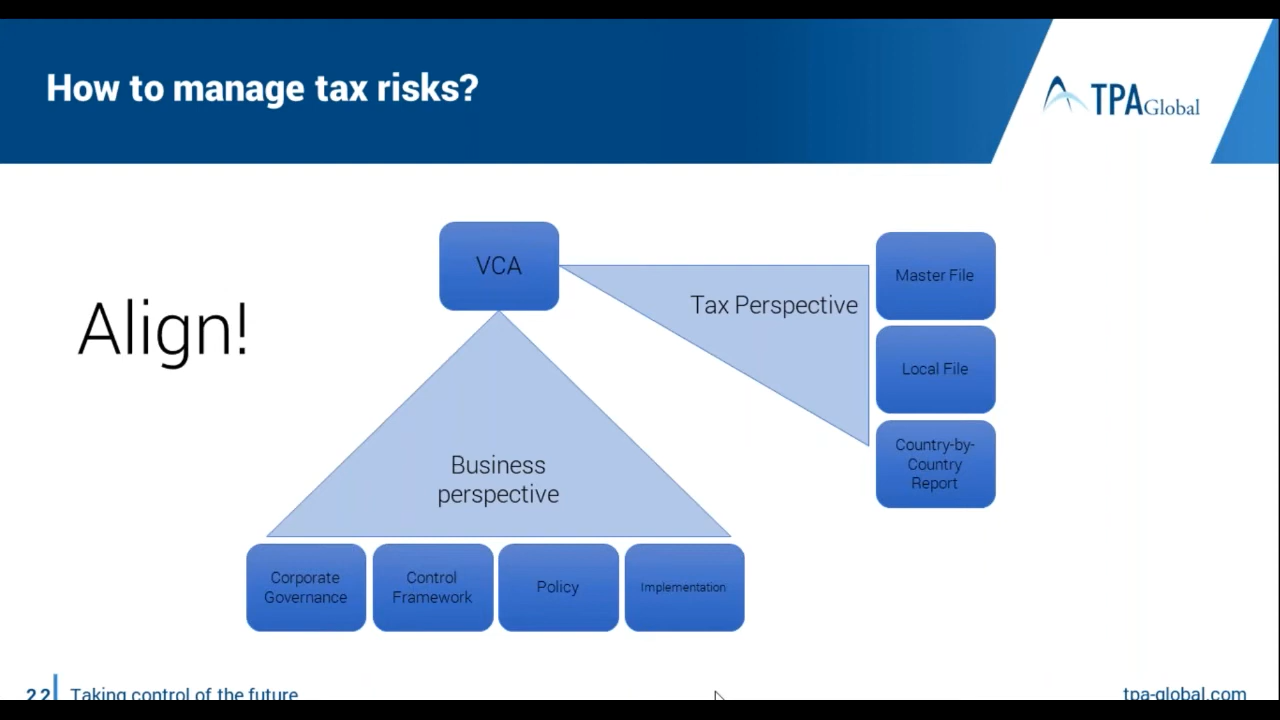 How to manage tax risks?
TPA Global
VCA
Master File
Tax Perspective
Align!
Local File
Country-by-
Country
Report
Business
perspective
Corporate
Governance
Control
Framework
Policy
Implementation
22
Taking control of the future
tpa-global.com